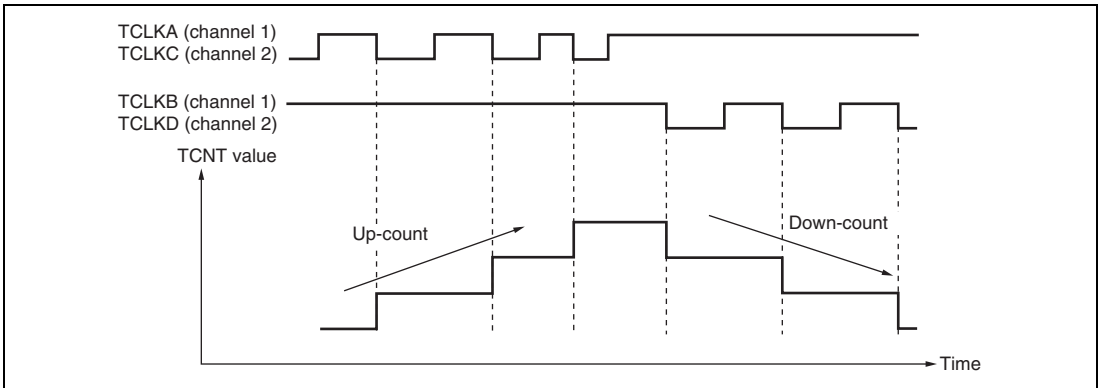 TCLKA (channel 1)
TCLKC (channel 2)
TCLKB (channel 1)
TCLKD (channel 2)
TCNT value
Up-count
Down-count
Time